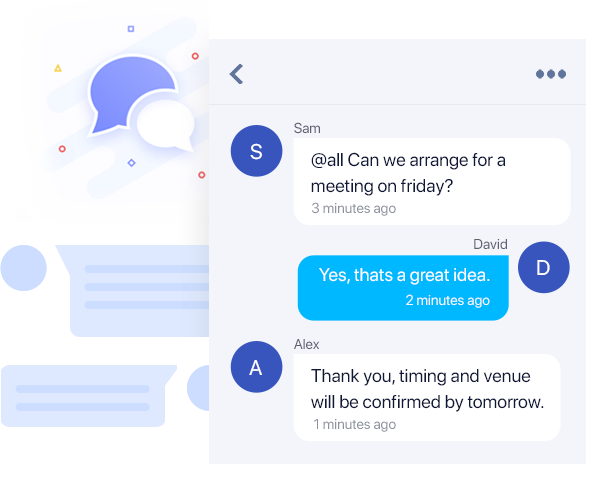 Sam
S
@all Can we arrange for a
meeting on friday?
3 minutes ago
David
D
Yes, thats a great idea.
2 minutes ago
Alex
A
Thank you, timing and venue
will be confirmed by tomorrow.
1 minutes ago